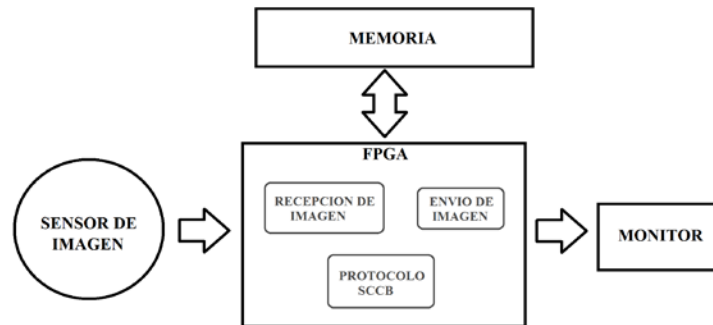 MEMORIA
FPGA
RECEPCION DE
IMAGEN
ENVIO DE
IMAGEN
SENSOR DE
IMAGEN
MONITOR
PROTOCOLO
SCCB